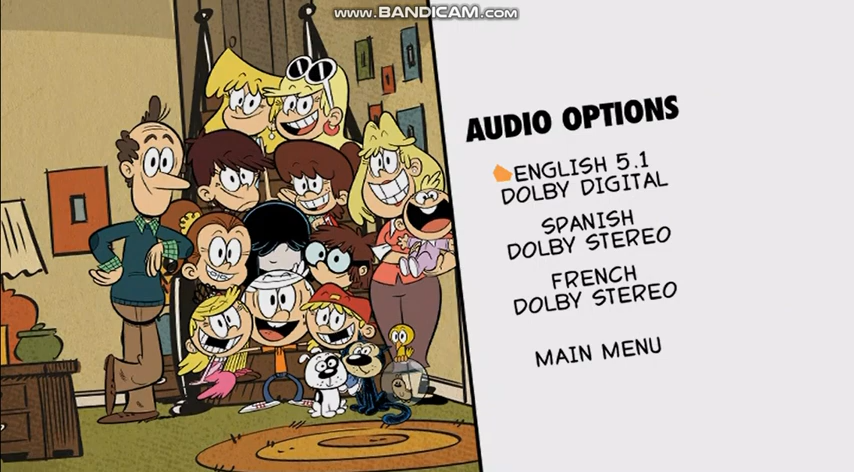 WWW.BANDICAM.COM
AUDIO OPTIONS
ENGLISH 5.1
DOLBY DIGITAL
SPANISH
DOLBY STEREO
FRENCH
DOLBY STEREO
MAIN MENU